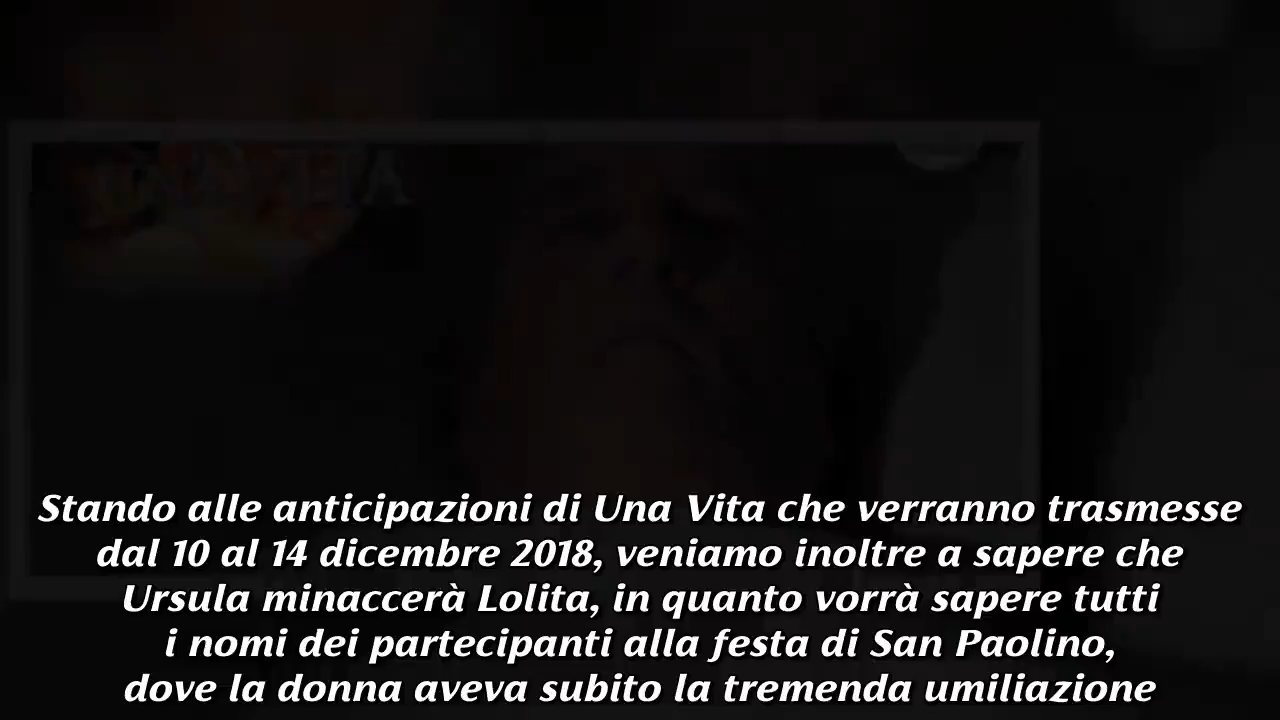 Stando alle anticipazioni di Una Vita che verranno trasmesse
dal 10 al 14 dicembre 2018, veniamo inoltre a sapere che
Ursula minaccerà Lolita, in quanto vorrà sapere tutti
i nomi dei partecipanti alla festa di San Paolino,
dove la donna aveva subito la tremenda umiliazione